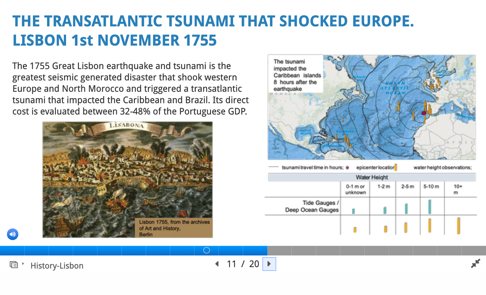 THE TRANSATLANTIC TSUNAMI THAT SHOCKED EUROPE.
LISBON 1st NOVEMBER 1755
The 1755 Great Lisbon earthquake and tsunami is the
greatest seismic generated disaster that shook western
Europe and North Morocco and triggered a transatlantic
tsunami that impacted the Caribbean and Brazil. Its direct
cost is evaluated between 32-48% of the Portuguese GDP.
LISABONA
Lisbon 1755, from the archives
of Art and History,
Berlin
The tsunami
impacted the
Caribbean islands
8 hours after the
earthquake
tsunami travel time in hours; epicenter location; water height observations;
Water Height
0-1 m or
unknown
1-2 m
2-5 m
5-10 m
10+
m
Tide Gauges /
Deep Ocean Gauges
History-Lisbon
11 / 20